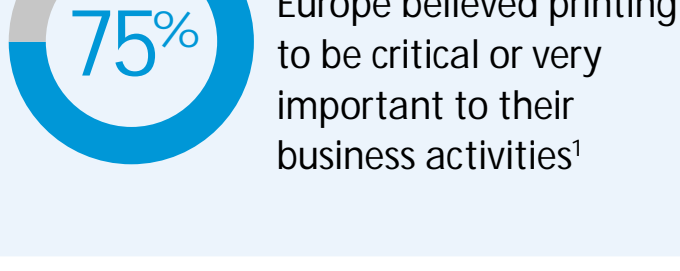 75%
Europe believed printing
to be critical or very
important to their
business activities¹